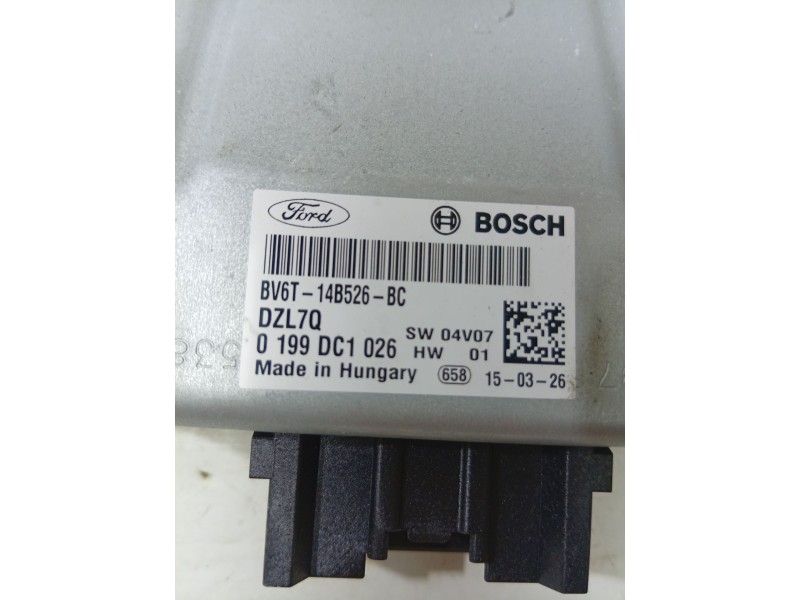 Ford BOSCH
BV6T-14B526-BC
DZL7Q SW 04V07
0 199 DC1 026 HW 01
Made in Hungary 658 15-03-26